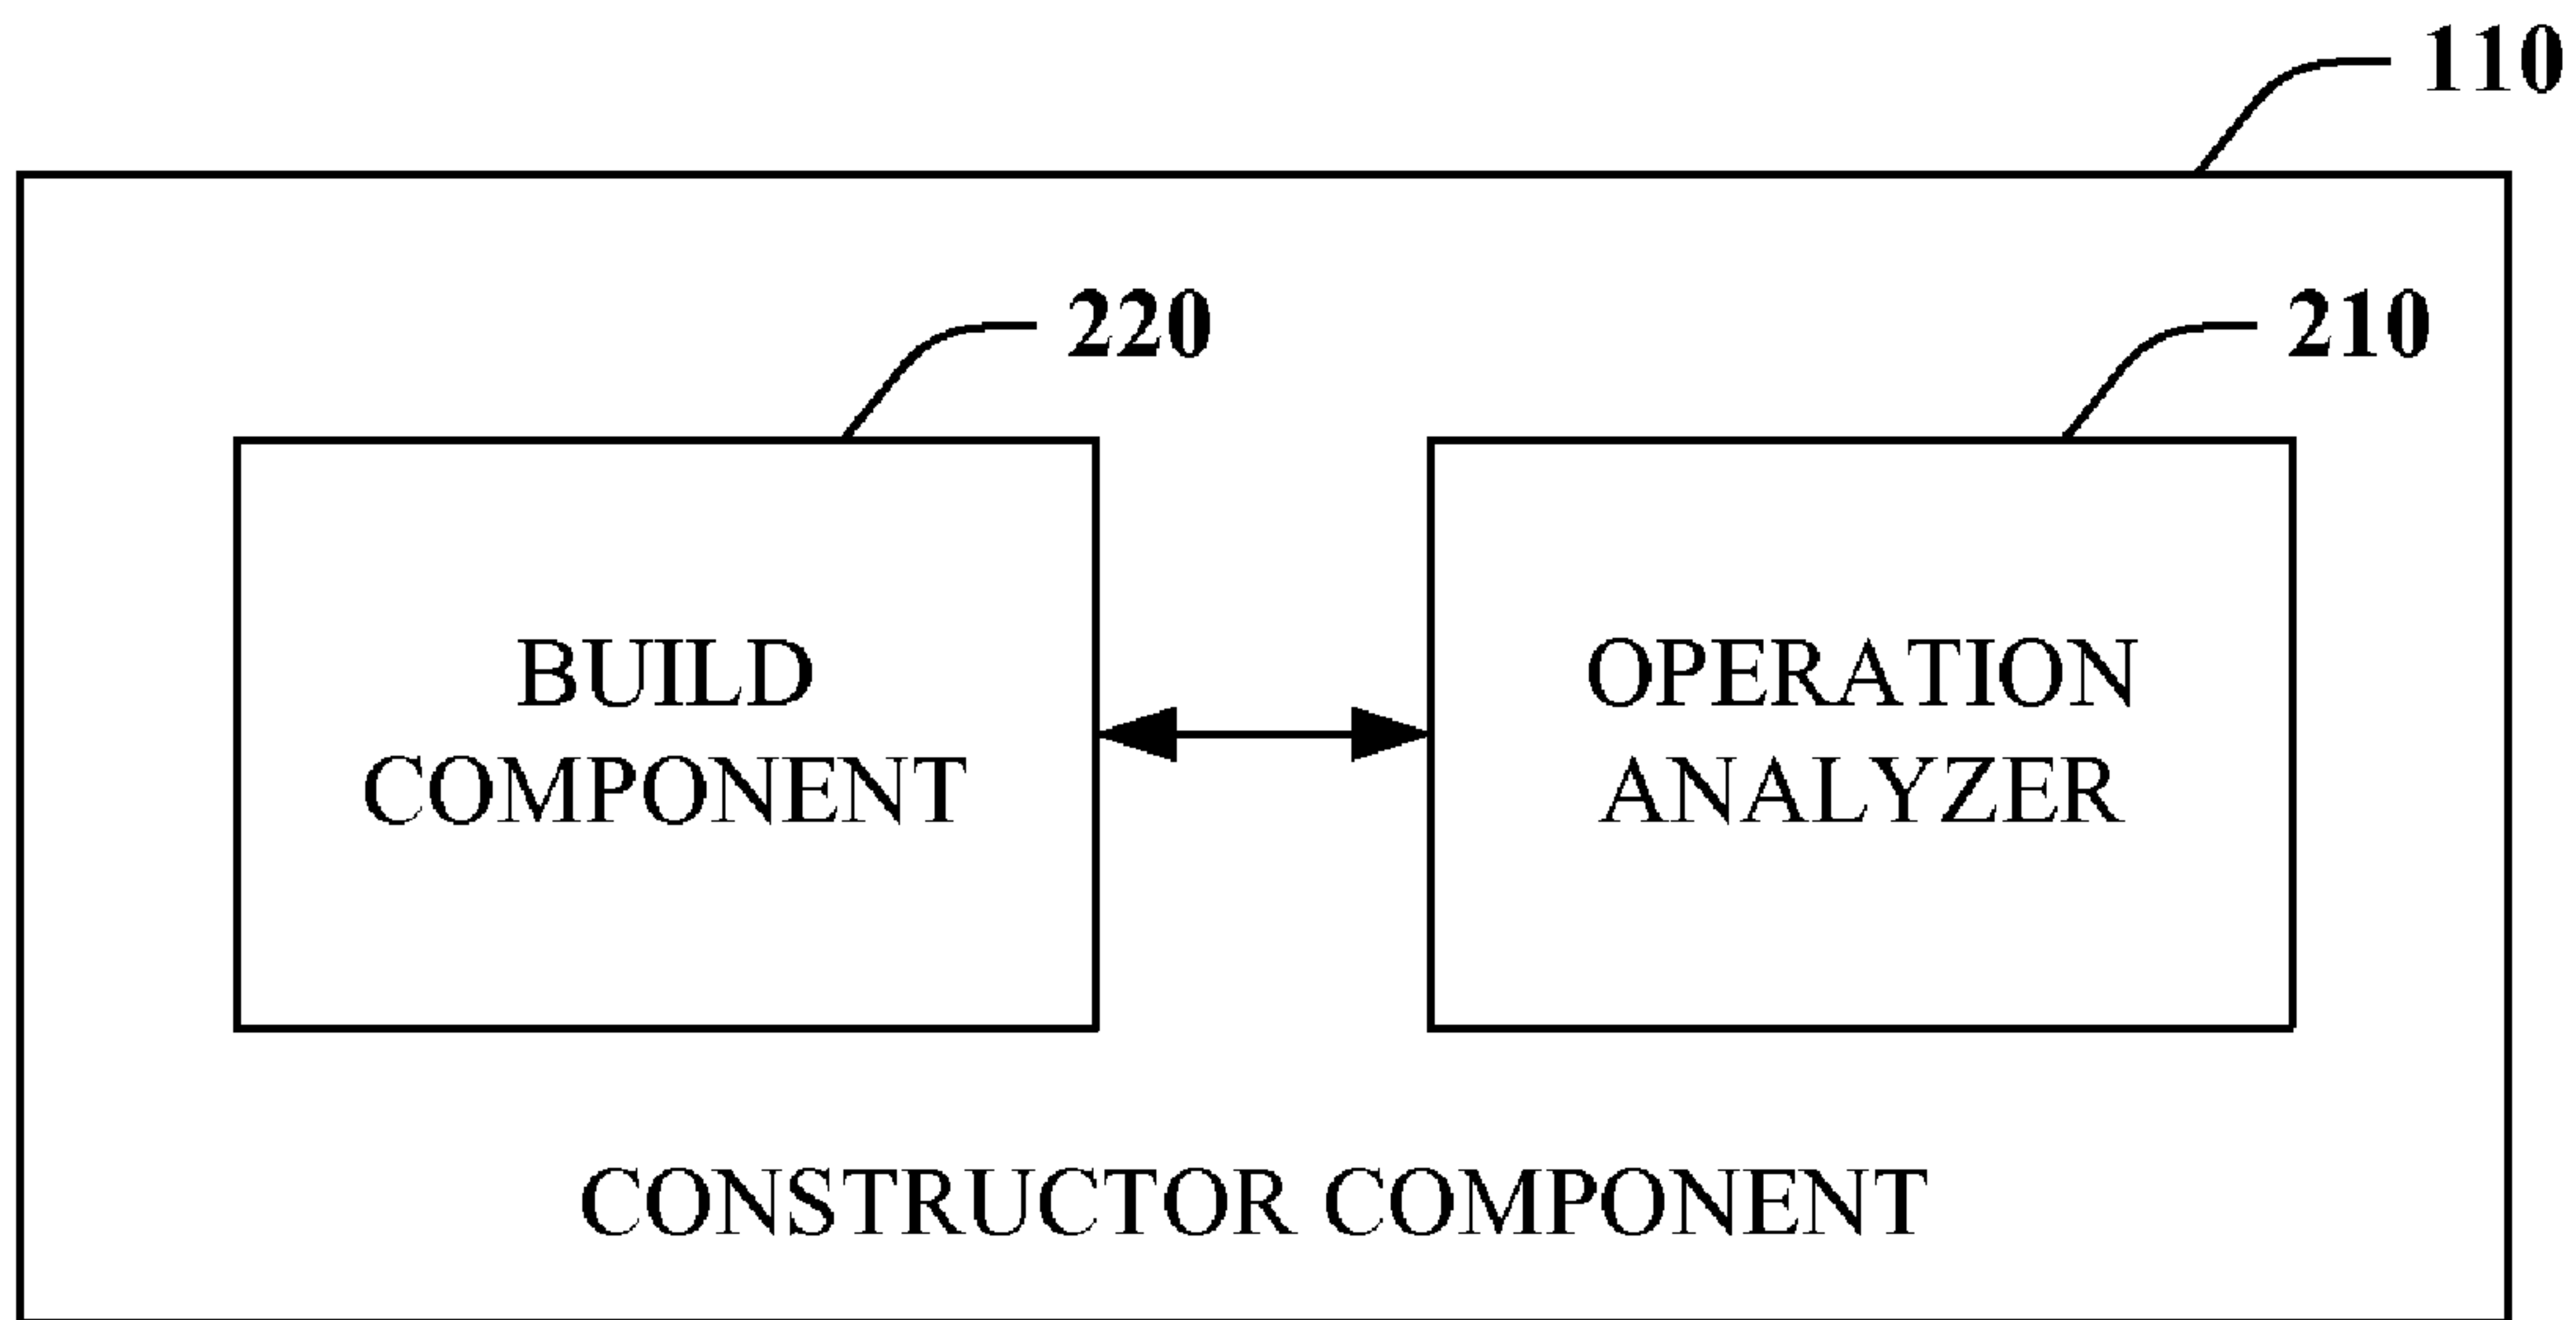 110
220
210
BUILD
COMPONENT
OPERATION
ANALYZER
CONSTRUCTOR COMPONENT